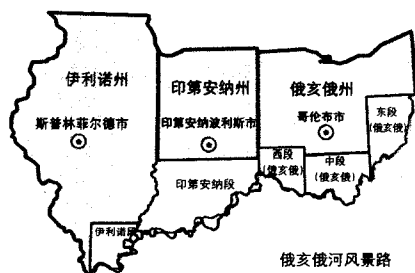 伊利诺州
斯普林菲尔德市
印第安纳州
印第安纳波利斯市
俄亥俄州
哥伦布市
东段
(俄亥俄)
西段
(俄亥俄)
中段
(俄亥俄)
印第安纳段
伊利诺段
俄亥俄河风景路